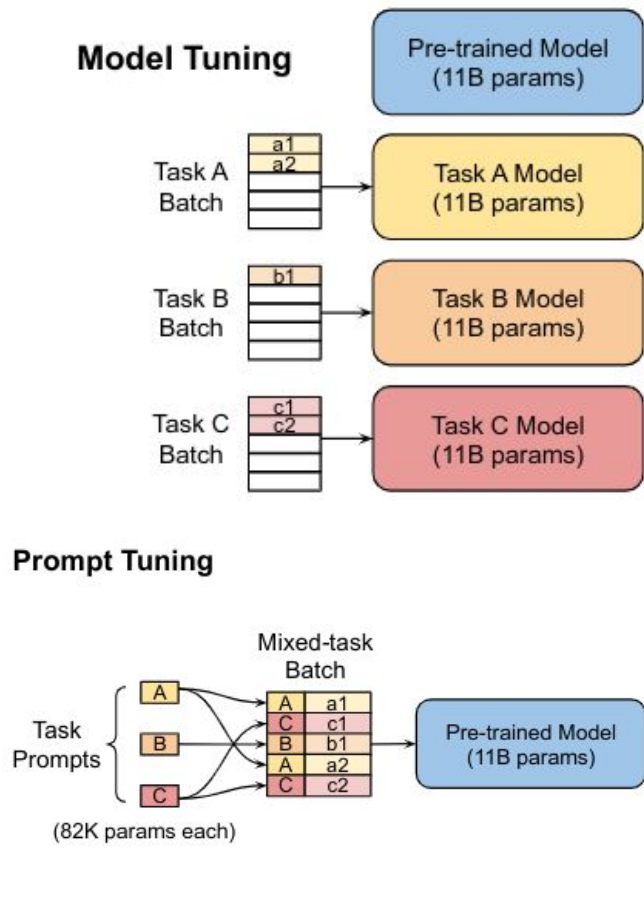 Model Tuning
Pre-trained Model
(11B params)
Task A
Batch
a1
a2
Task A Model
(11B params)
Task B
Batch
b1
Task B Model
(11B params)
Task C
Batch
c1
c2
Task C Model
(11B params)
Prompt Tuning
Mixed-task
Batch
Task
Prompts
A
B
C
(82K params each)
A a1
C c1
B b1
A a2
C c2
Pre-trained Model
(11B params)